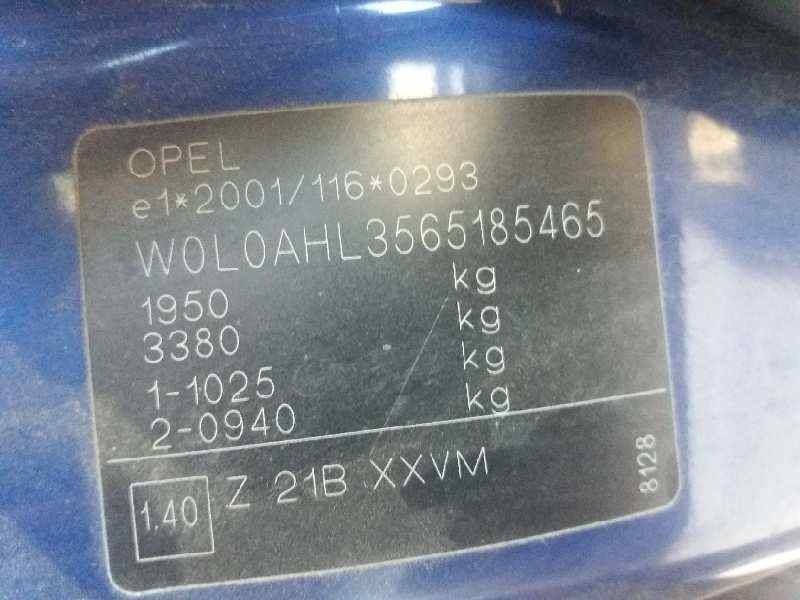 OPEL
e1*2001/116*0293
W0L0AHL3565185465
1950 kg
3380 kg
1-1025 kg
2-0940 kg
1.40 Z 21B XXVM
8128